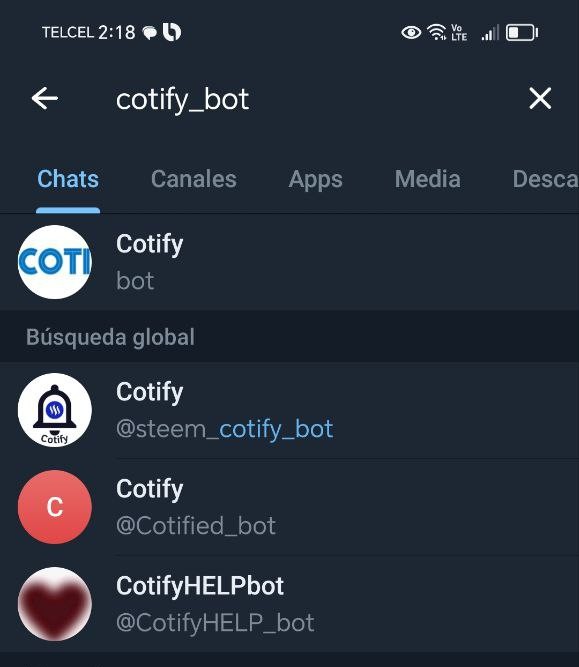 TELCEL 2:18 Vo
LTE
cotify_bot
Chats Canales Apps Media Desca
COTI Cotify
bot
Búsqueda global
Cotify
@steem_cotify_bot
Cotify
C Cotify
@Cotified_bot
CotifyHELPbot
@CotifyHELP_bot